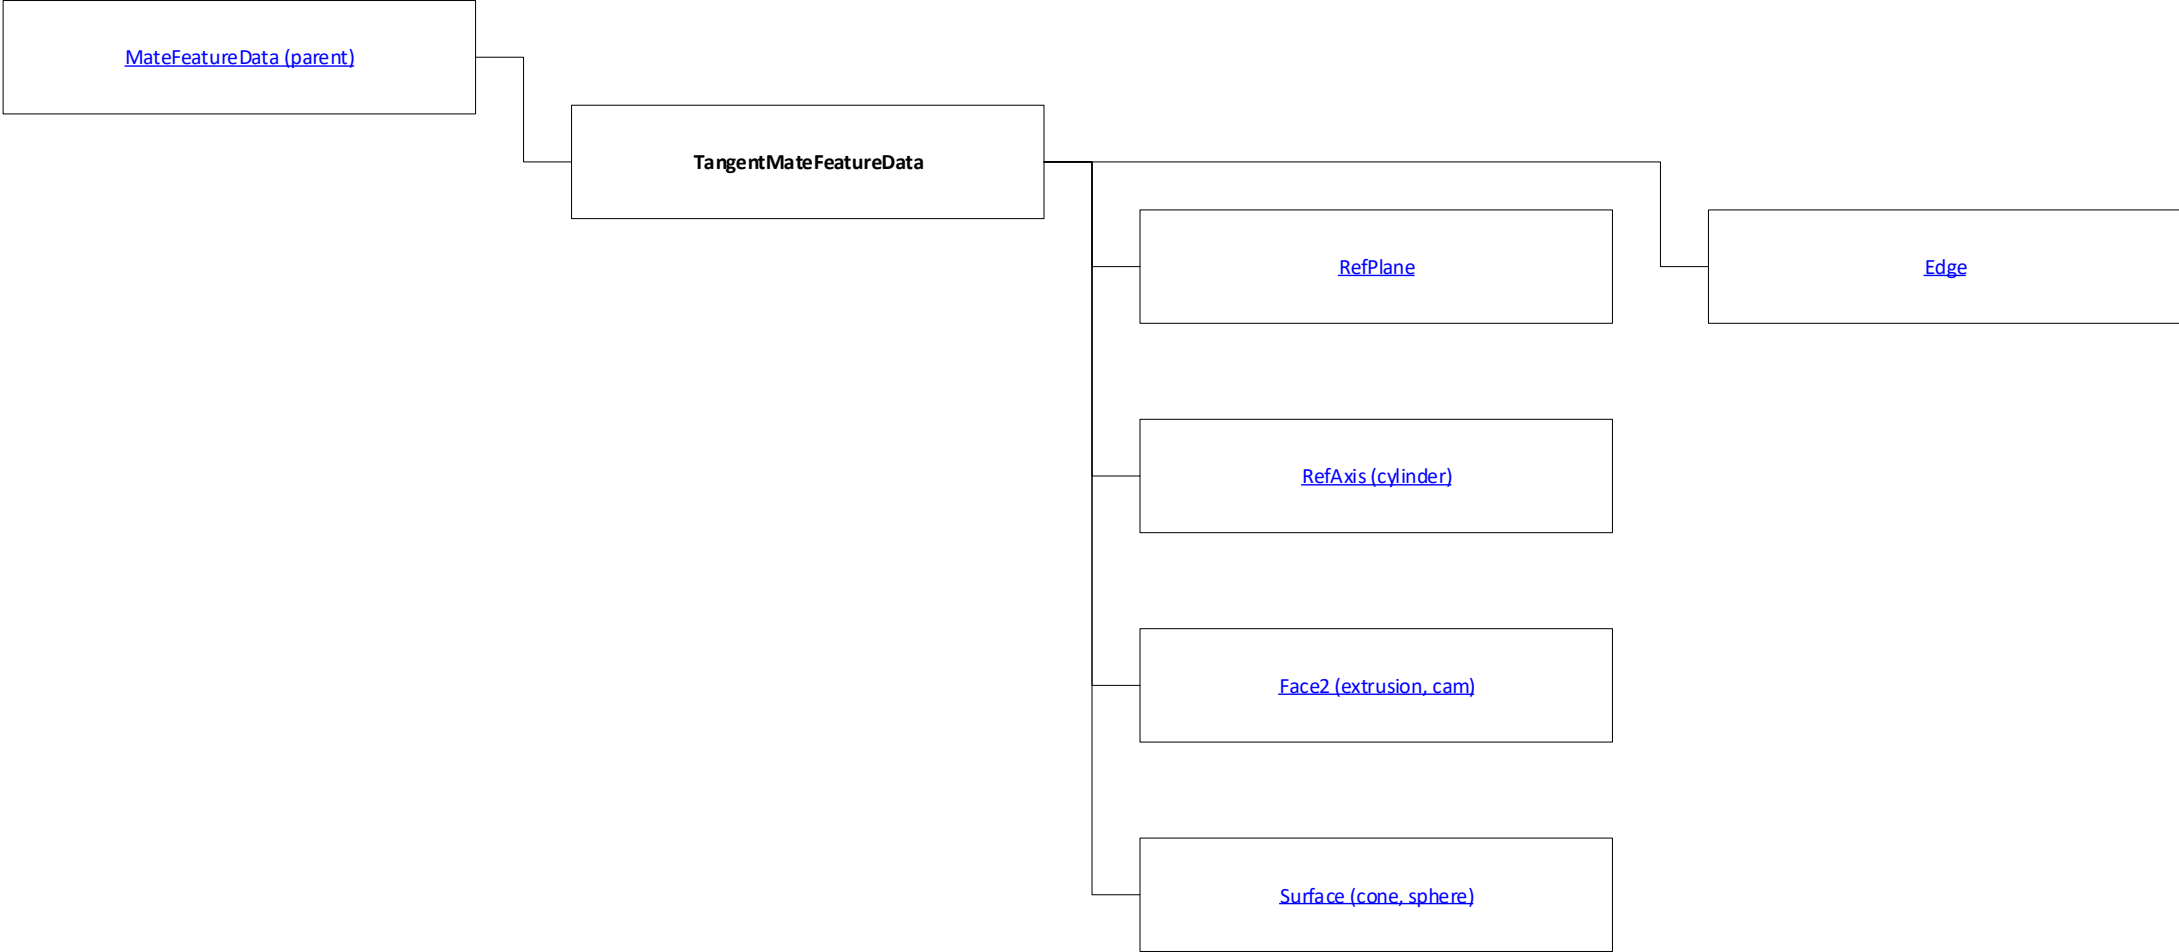 MateFeatureData (parent)
TangentMateFeatureData
RefPlane
Edge
RefAxis (cylinder)
Face2 (extrusion, cam)
Surface (cone, sphere)